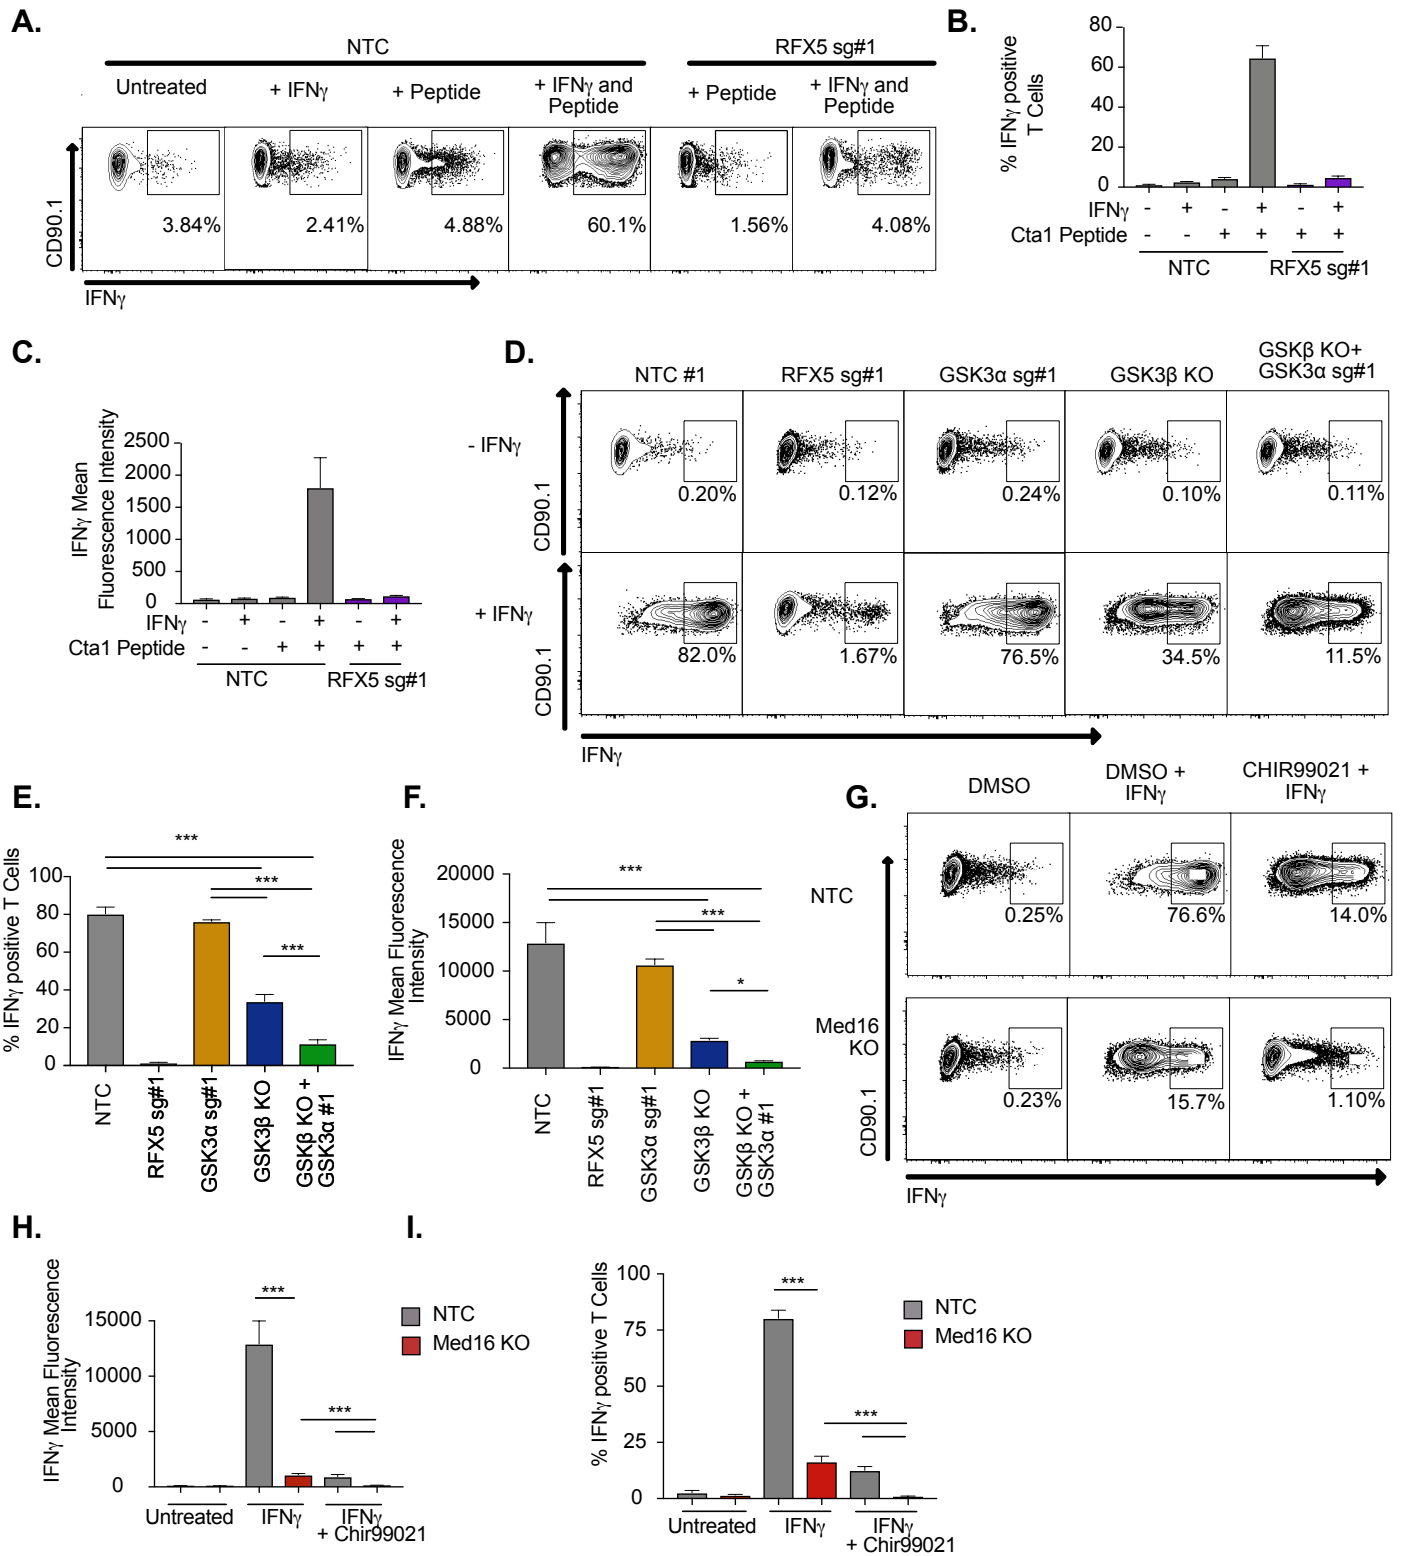 A.
NTC
RFX5 sg#1
Untreated
+ IFNγ
+ Peptide
+ IFNγ and
Peptide
+ Peptide
+ IFNγ and
Peptide
CD90.1
3.84%
2.41%
4.88%
60.1%
1.56%
4.08%
IFNγ
B.
% IFNγ positive
T Cells
80
60
40
20
0
IFNγ - + - + - +
Cta1 Peptide - - + + + +
NTC
RFX5 sg#1
C.
IFNγ Mean
Fluorescence Intensity
2500
2000
1500
1000
500
0
IFNγ - + - + - +
Cta1 Peptide - - + + + +
NTC
RFX5 sg#1
D.
NTC #1
RFX5 sg#1
GSK3α sg#1
GSK3β KO
GSKβ KO+
GSK3α sg#1
- IFNγ
CD90.1
0.20%
0.12%
0.24%
0.10%
0.11%
+ IFNγ
CD90.1
82.0%
1.67%
76.5%
34.5%
11.5%
IFNγ
E.
% IFNγ positive T Cells
100
80
60
40
20
0
***
***
***
NTC
RFX5 sg#1
GSK3α sg#1
GSK3β KO
GSKβ KO +
GSK3α #1
F.
IFNγ Mean Fluorescence
Intensity
20000
15000
10000
5000
0
***
***
*
NTC
RFX5 sg#1
GSK3α sg#1
GSK3β KO
GSKβ KO +
GSK3α #1
G.
DMSO
DMSO +
IFNγ
CHIR99021 +
IFNγ
NTC
0.25%
76.6%
14.0%
Med16
KO
0.23%
15.7%
1.10%
CD90.1
IFNγ
H.
IFNγ Mean Fluorescence
Intensity
15000
10000
5000
0
***
***
NTC
Med16 KO
Untreated
IFNγ
IFNγ
+ Chir99021
I.
% IFNγ positive T Cells
100
75
50
25
0
***
***
NTC
Med16 KO
Untreated
IFNγ
IFNγ
+ Chir99021